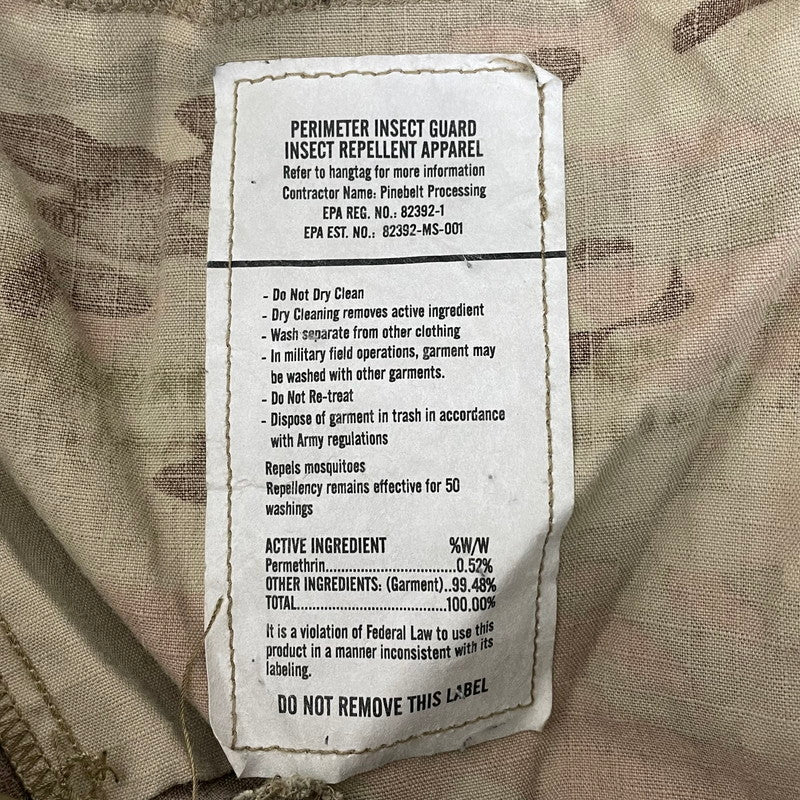 PERIMETER INSECT GUARD
INSECT REPELLENT APPAREL
Refer to hangtag for more information
Contractor Name: Pinebelt Processing
EPA REG. NO.: 82392-1
EPA EST. NO.: 82392-MS-001
- Do Not Dry Clean
- Dry Cleaning removes active ingredient
- Wash separate from other clothing
- In military field operations, garment may
be washed with other garments.
- Do Not Re-treat
- Dispose of garment in trash in accordance
with Army regulations
Repels mosquitoes
Repellency remains effective for 50
washings
ACTIVE INGREDIENT %W/W
Permethrin..............................0.52%
OTHER INGREDIENTS: (Garment)..99.48%
TOTAL...................................100.00%
It is a violation of Federal Law to use this
product in a manner inconsistent with its
labeling.
DO NOT REMOVE THIS LABEL